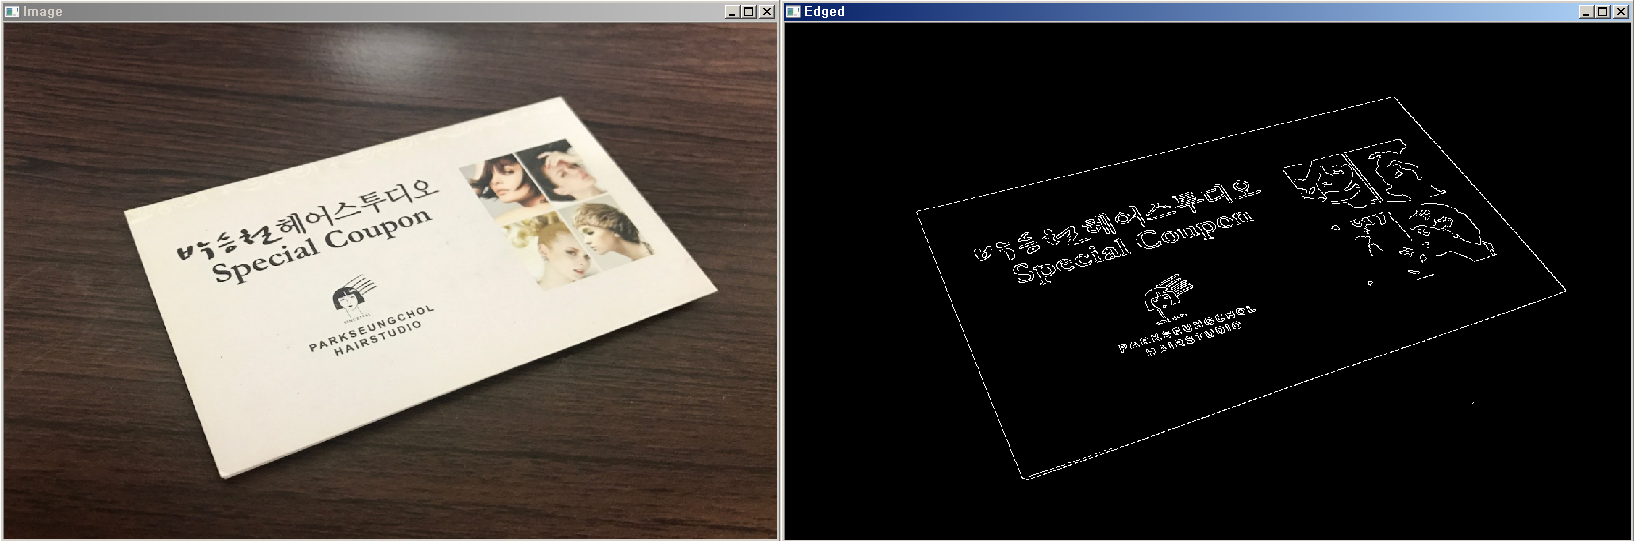 Image
Edged
박승철헤어스투디오
Special Coupon
PARKSEUNGCHOL
HAIRSTUDIO
박승철헤어스투디오
Special Coupon
PARKSEUNGCHOL
HAIRSTUDIO